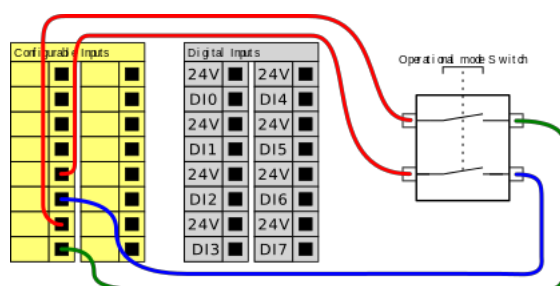 Configurable Inputs
Digital Inputs
Operational mode Switch
24V 24V
DI0 DI4
24V 24V
DI1 DI5
24V 24V
DI2 DI6
24V 24V
DI3 DI7